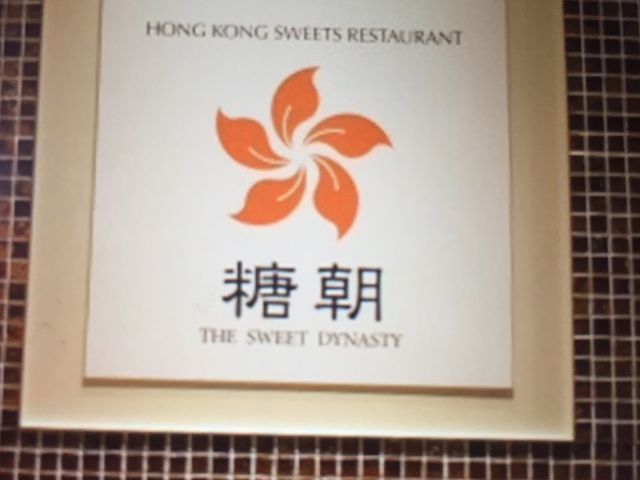 HONG KONG SWEETS RESTAURANT
糖朝
THE SWEET DYNASTY